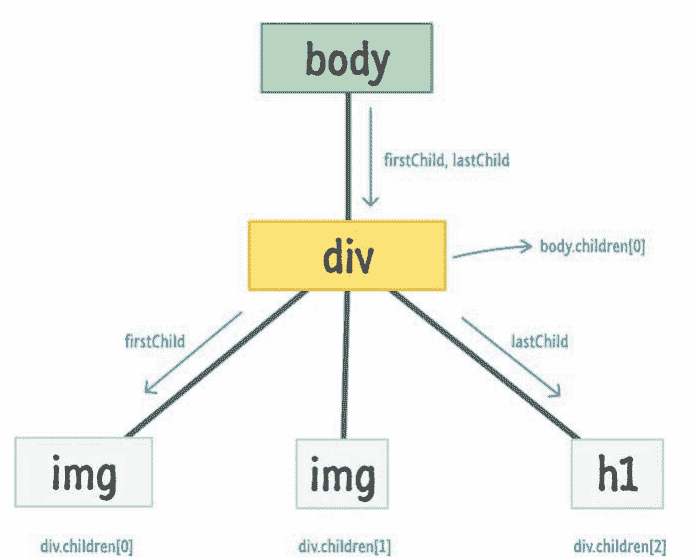 body
firstChild, lastChild
div
body.children[0]
firstChild
lastChild
img
img
h1
div.children[0]
div.children[1]
div.children[2]